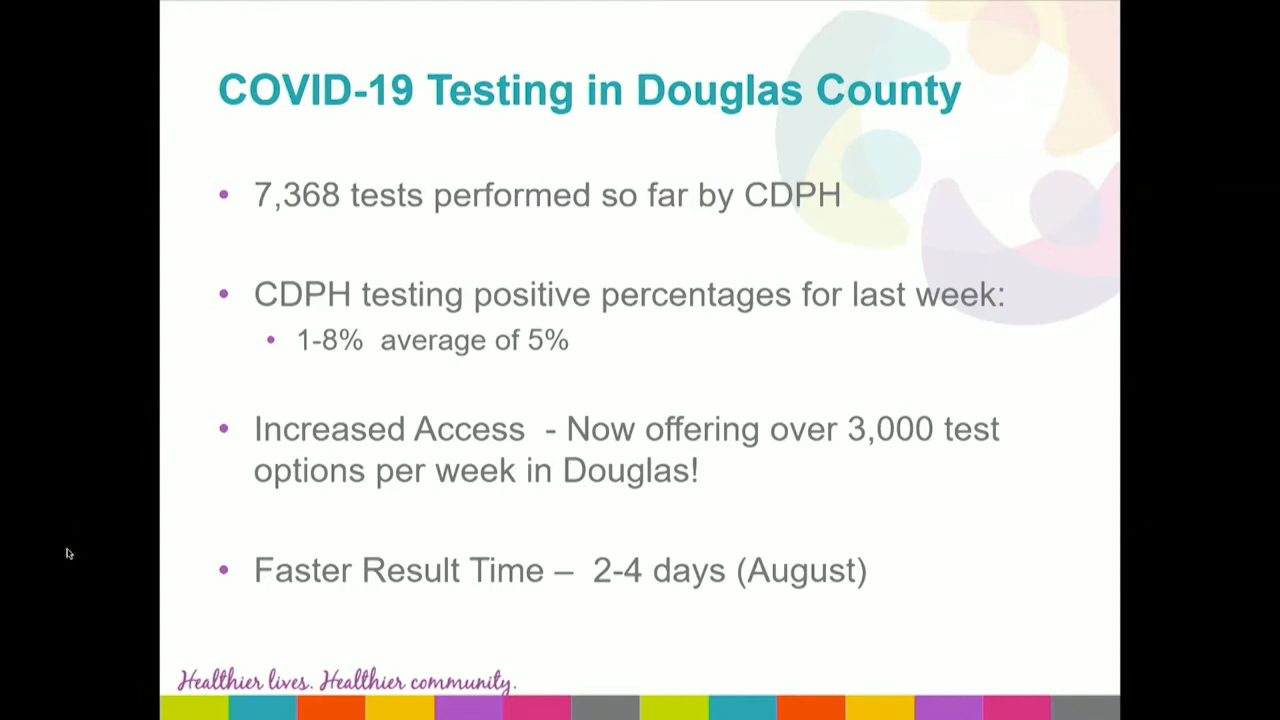 COVID-19 Testing in Douglas County
• 7,368 tests performed so far by CDPH
• CDPH testing positive percentages for last week:
• 1-8%  average of 5%
• Increased Access  - Now offering over 3,000 test
options per week in Douglas!
• Faster Result Time –  2-4 days (August)
Healthier lives. Healthier community.